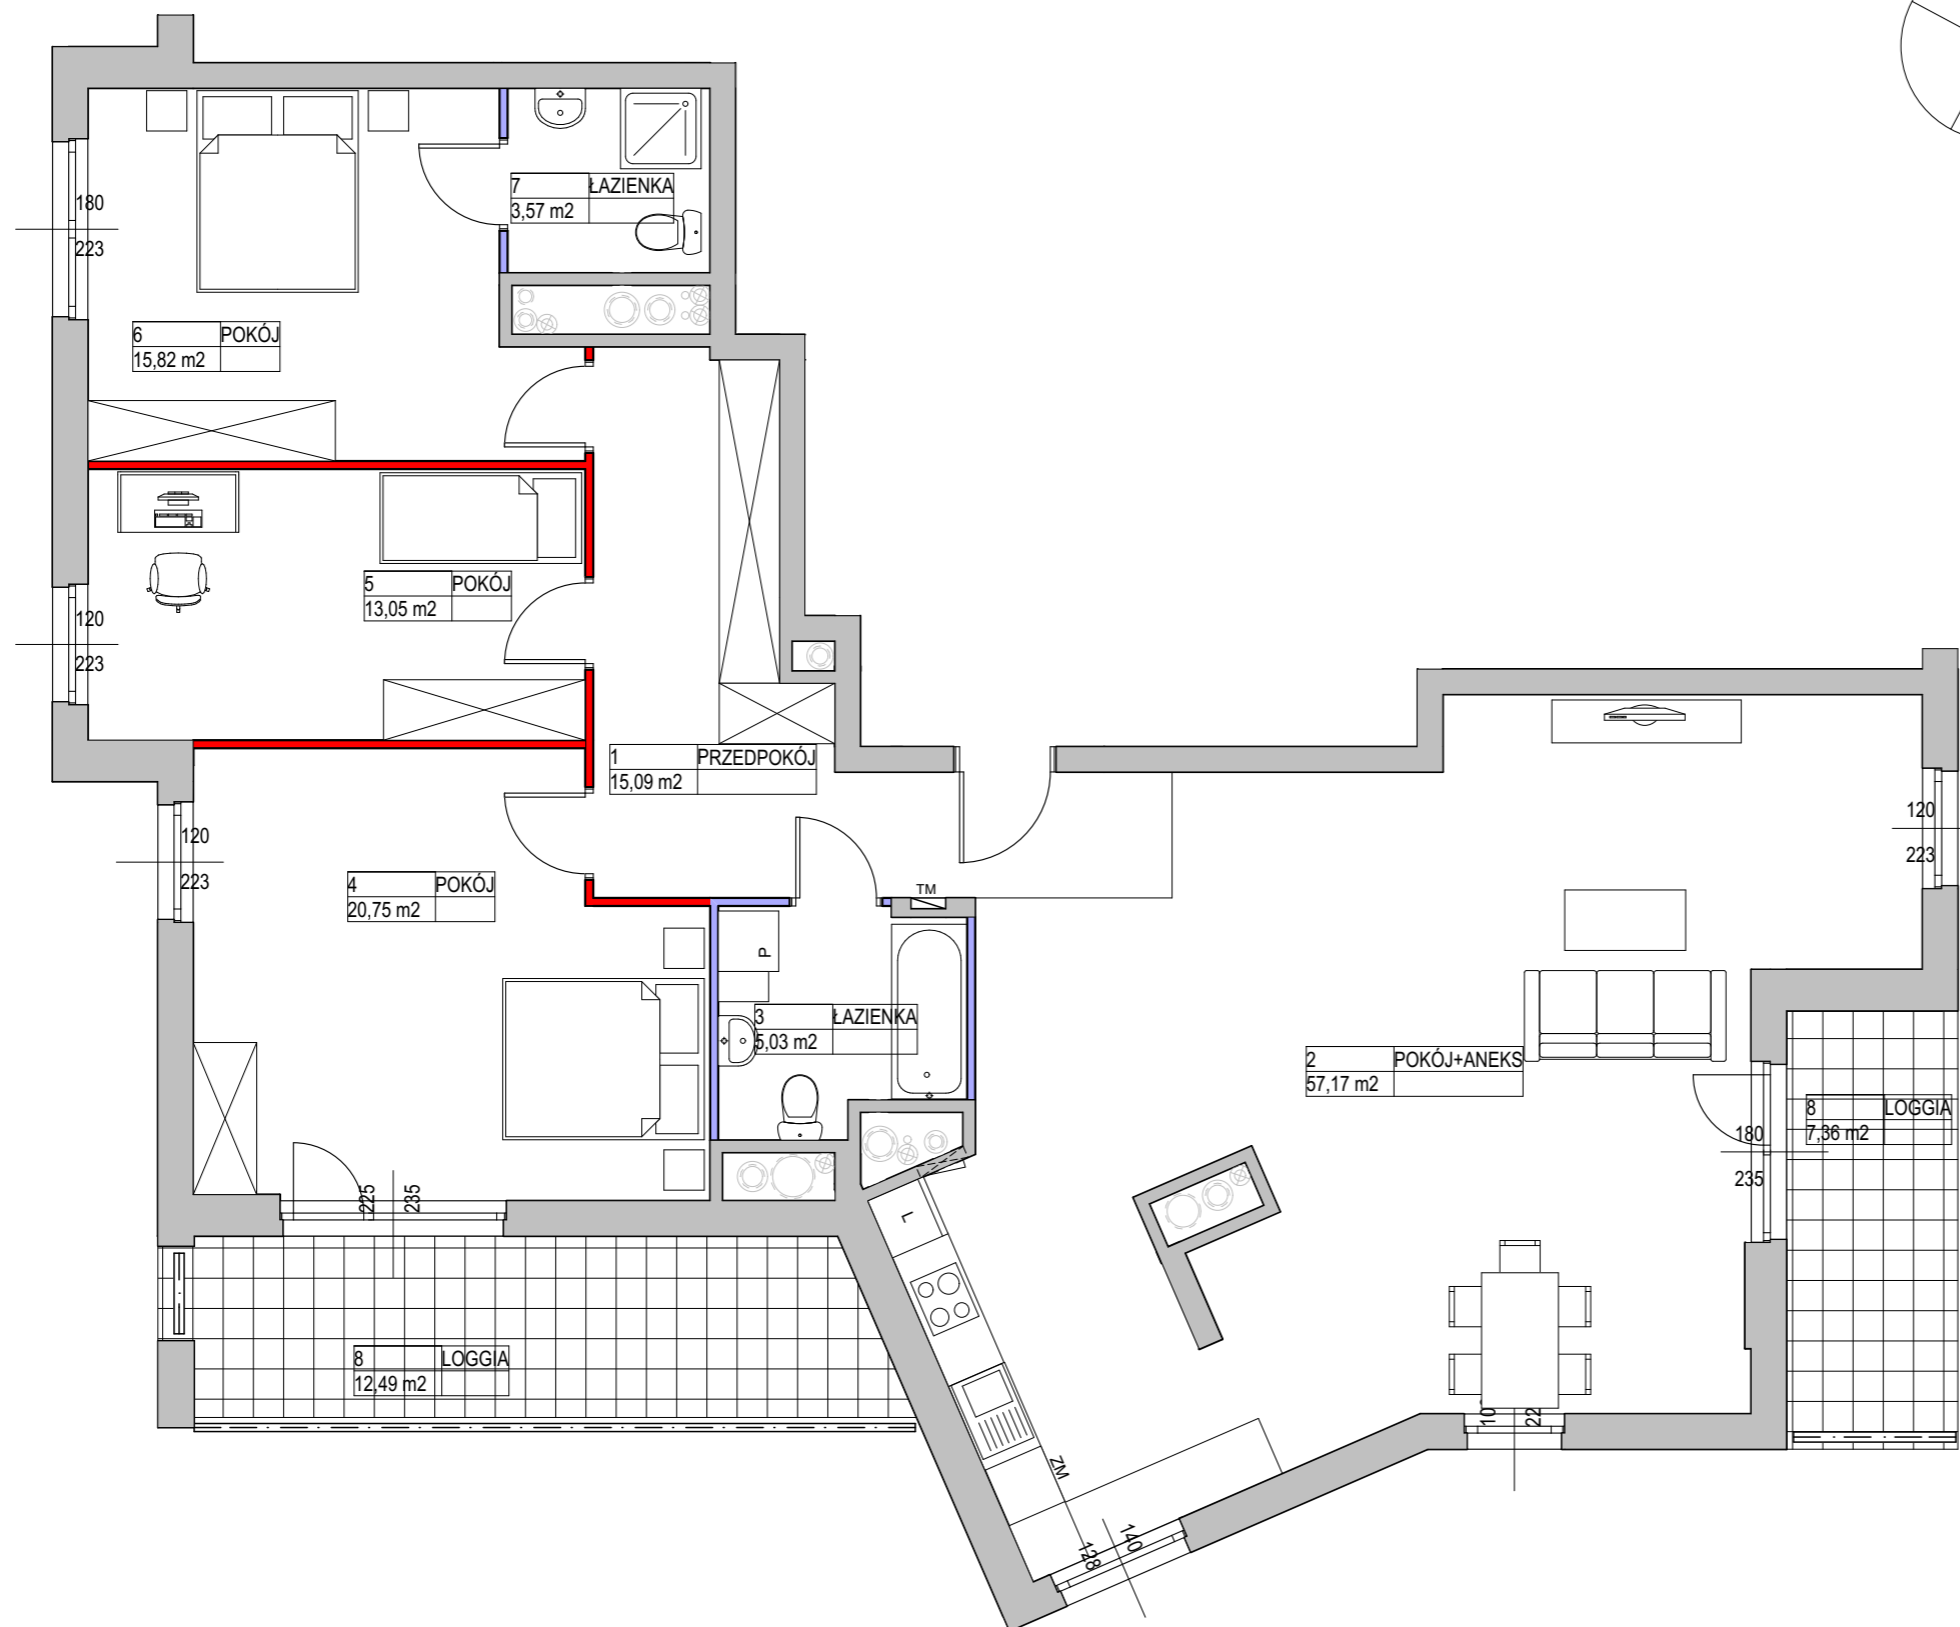 7 ŁAZIENKA
3,57 m2
180
223
6 POKÓJ
15,82 m2
5 POKÓJ
13,05 m2
120
223
1 PRZEDPOKÓJ
15,09 m2
120
223
120
223
4 POKÓJ
20,75 m2
TM
P
3 ŁAZIENKA
5,03 m2
2 POKÓJ+ANEKS
57,17 m2
8 LOGGIA
7,36 m2
180
235
225
235
L
8 LOGGIA
12,49 m2
10
22
ZM
128
140